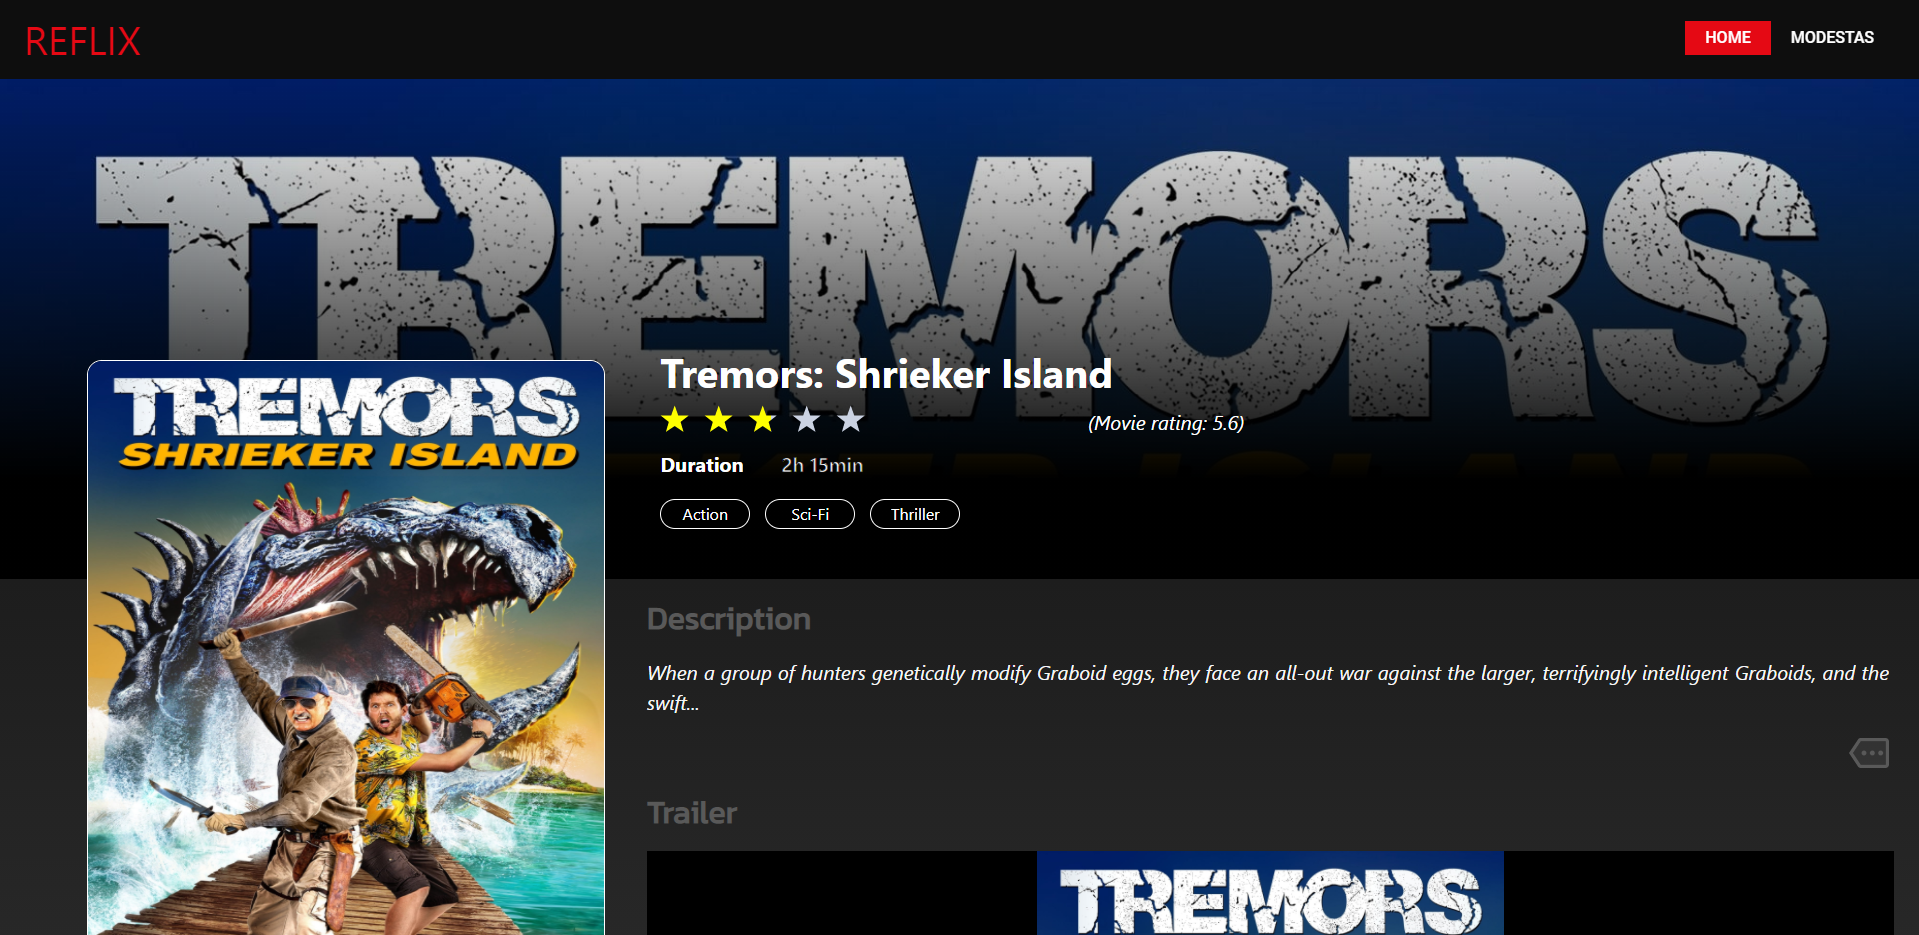 REFLIX
HOME MODESTAS
TREMORS
Tremors: Shrieker Island
(Movie rating: 5.6)
Duration 2h 15min
Action Sci-Fi Thriller
TREMORS
SHRIEKER ISLAND
Description
When a group of hunters genetically modify Graboid eggs, they face an all-out war against the larger, terrifyingly intelligent Graboids, and the
swift...
Trailer
TREMORS